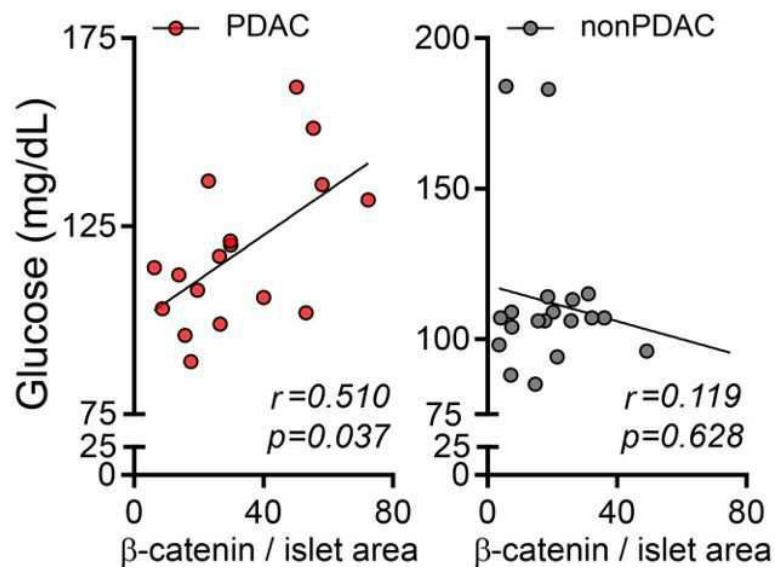 PDAC
nonPDAC
Glucose (mg/dL)
175
125
75
25
0
r=0.510
p=0.037
0 40 80
β-catenin / islet area
200
150
100
75
25
0
r=0.119
p=0.628
0 40 80
β-catenin / islet area